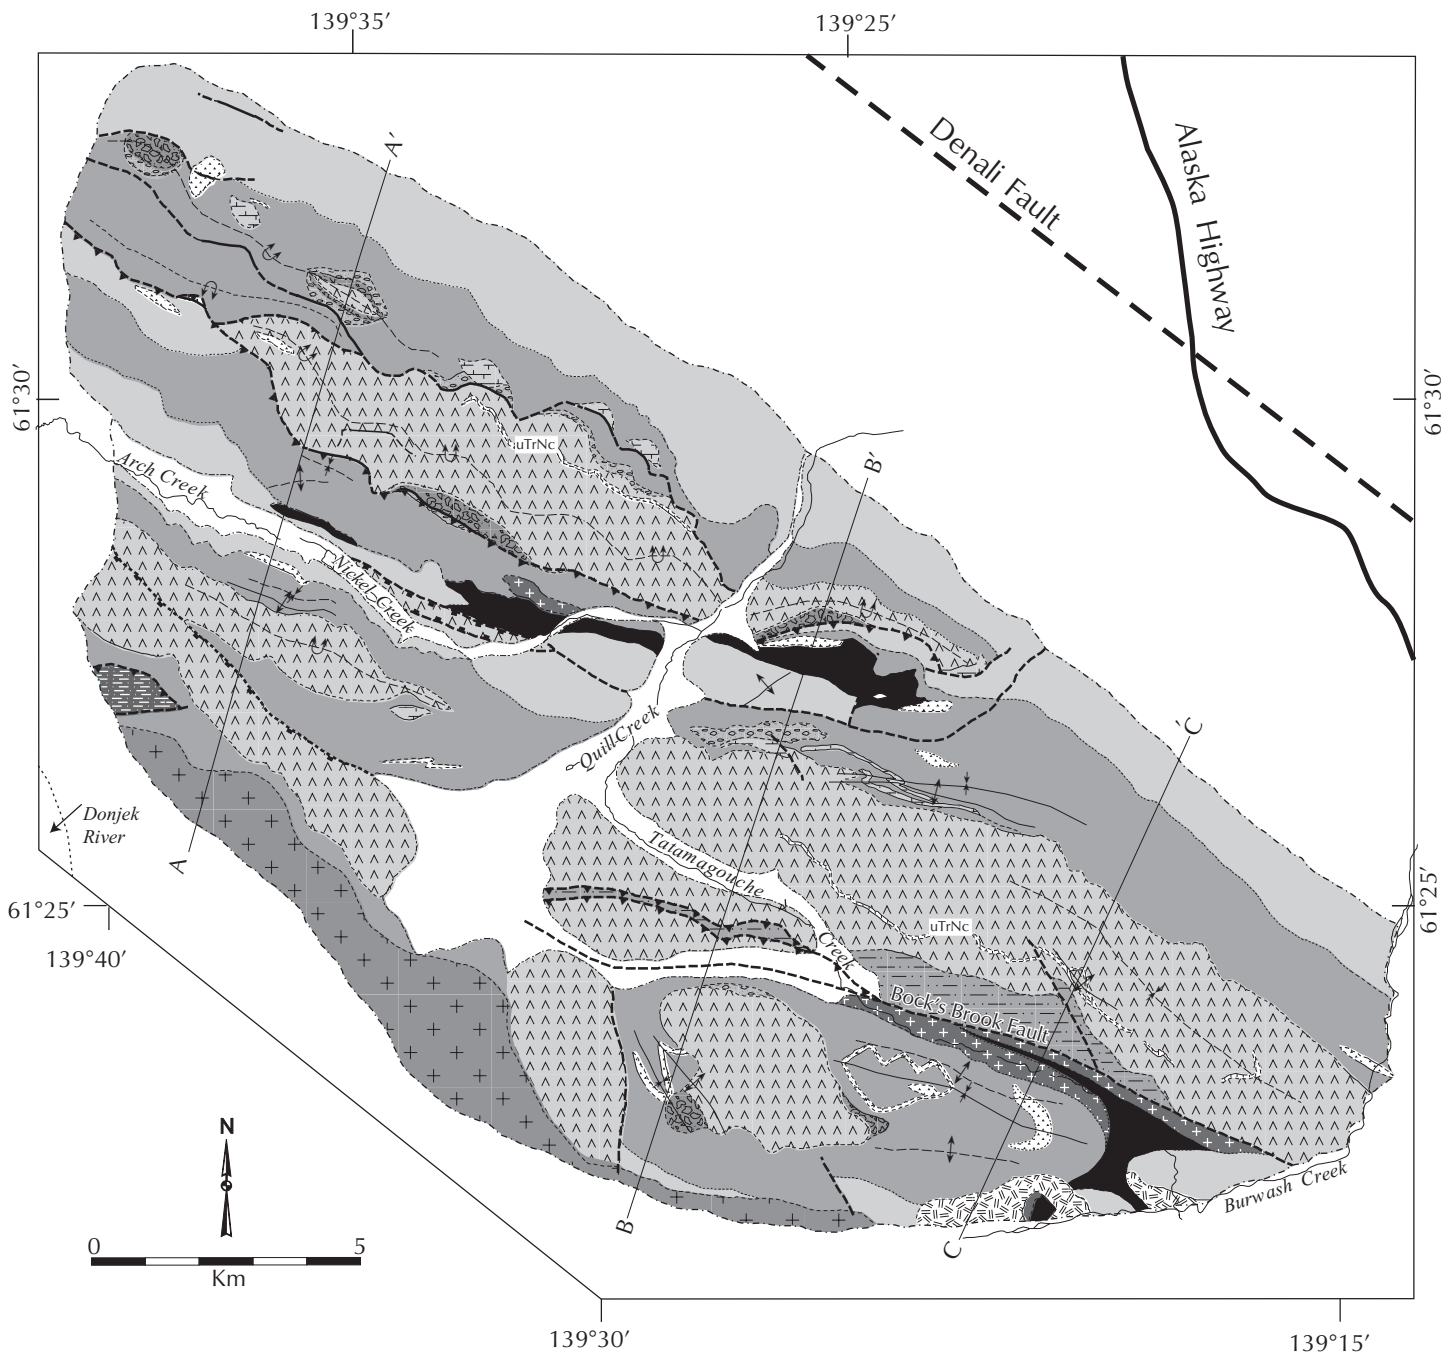 139°35′
139°25′
A′
Denali Fault
Alaska Highway
61°30′
61°30′
uTrNc
Arch Creek
Nickel Creek
B′
Quill Creek
C′
Donjek
River
A
Tatamagouche
Creek
61°25′
61°25′
uTrNc
139°40′
Bock's Brook Fault
N
B
C
Burwash Creek
0
5
Km
139°30′
139°15′